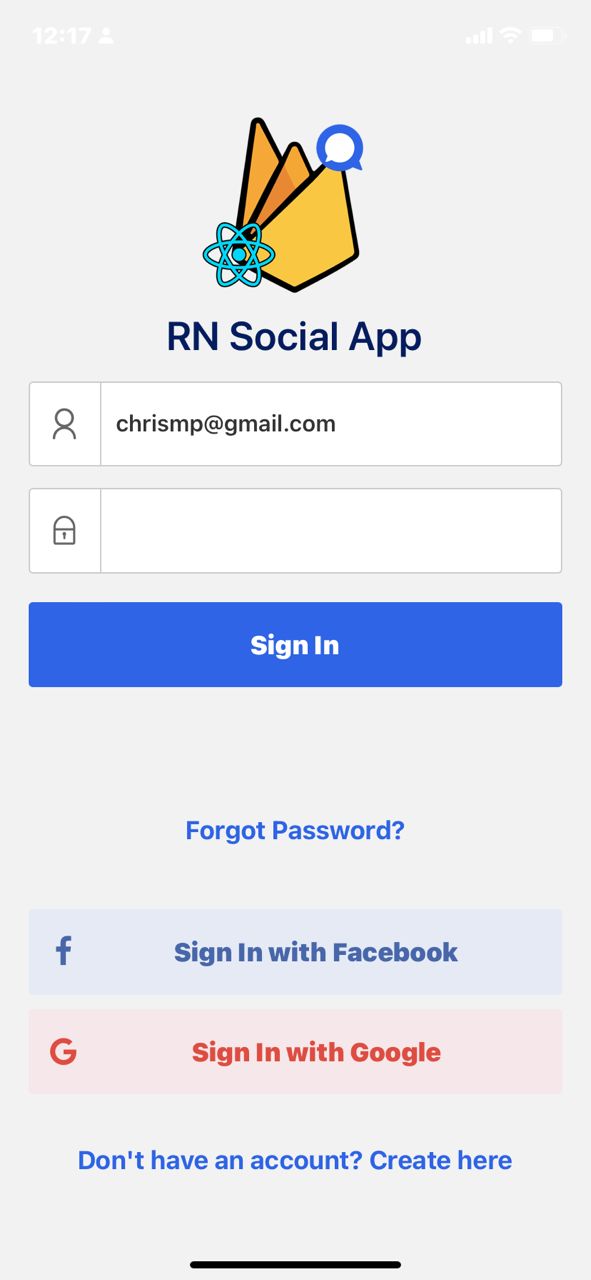 12:17
RN Social App
chrismp@gmail.com
Sign In
Forgot Password?
Sign In with Facebook
Sign In with Google
Don't have an account? Create here